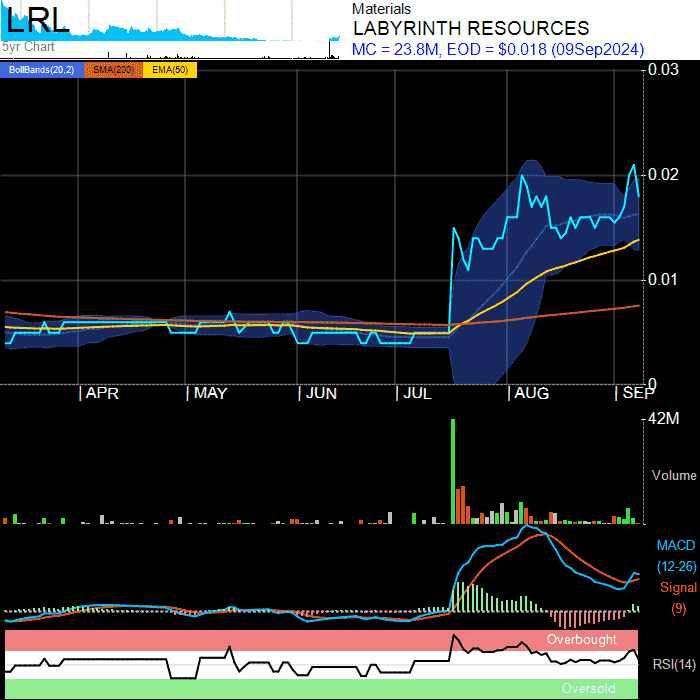 LRL
5yr Chart
Materials
LABYRINTH RESOURCES
MC = 23.8M, EOD = $0.018 (09Sep2024)
BollBands(20,2) SMA(200) EMA(50)
0.03
0.02
0.01
0
APR MAY JUN JUL AUG SEP
42M
Volume
MACD
(12-26)
Signal
(9)
Overbought
RSI(14)
Oversold